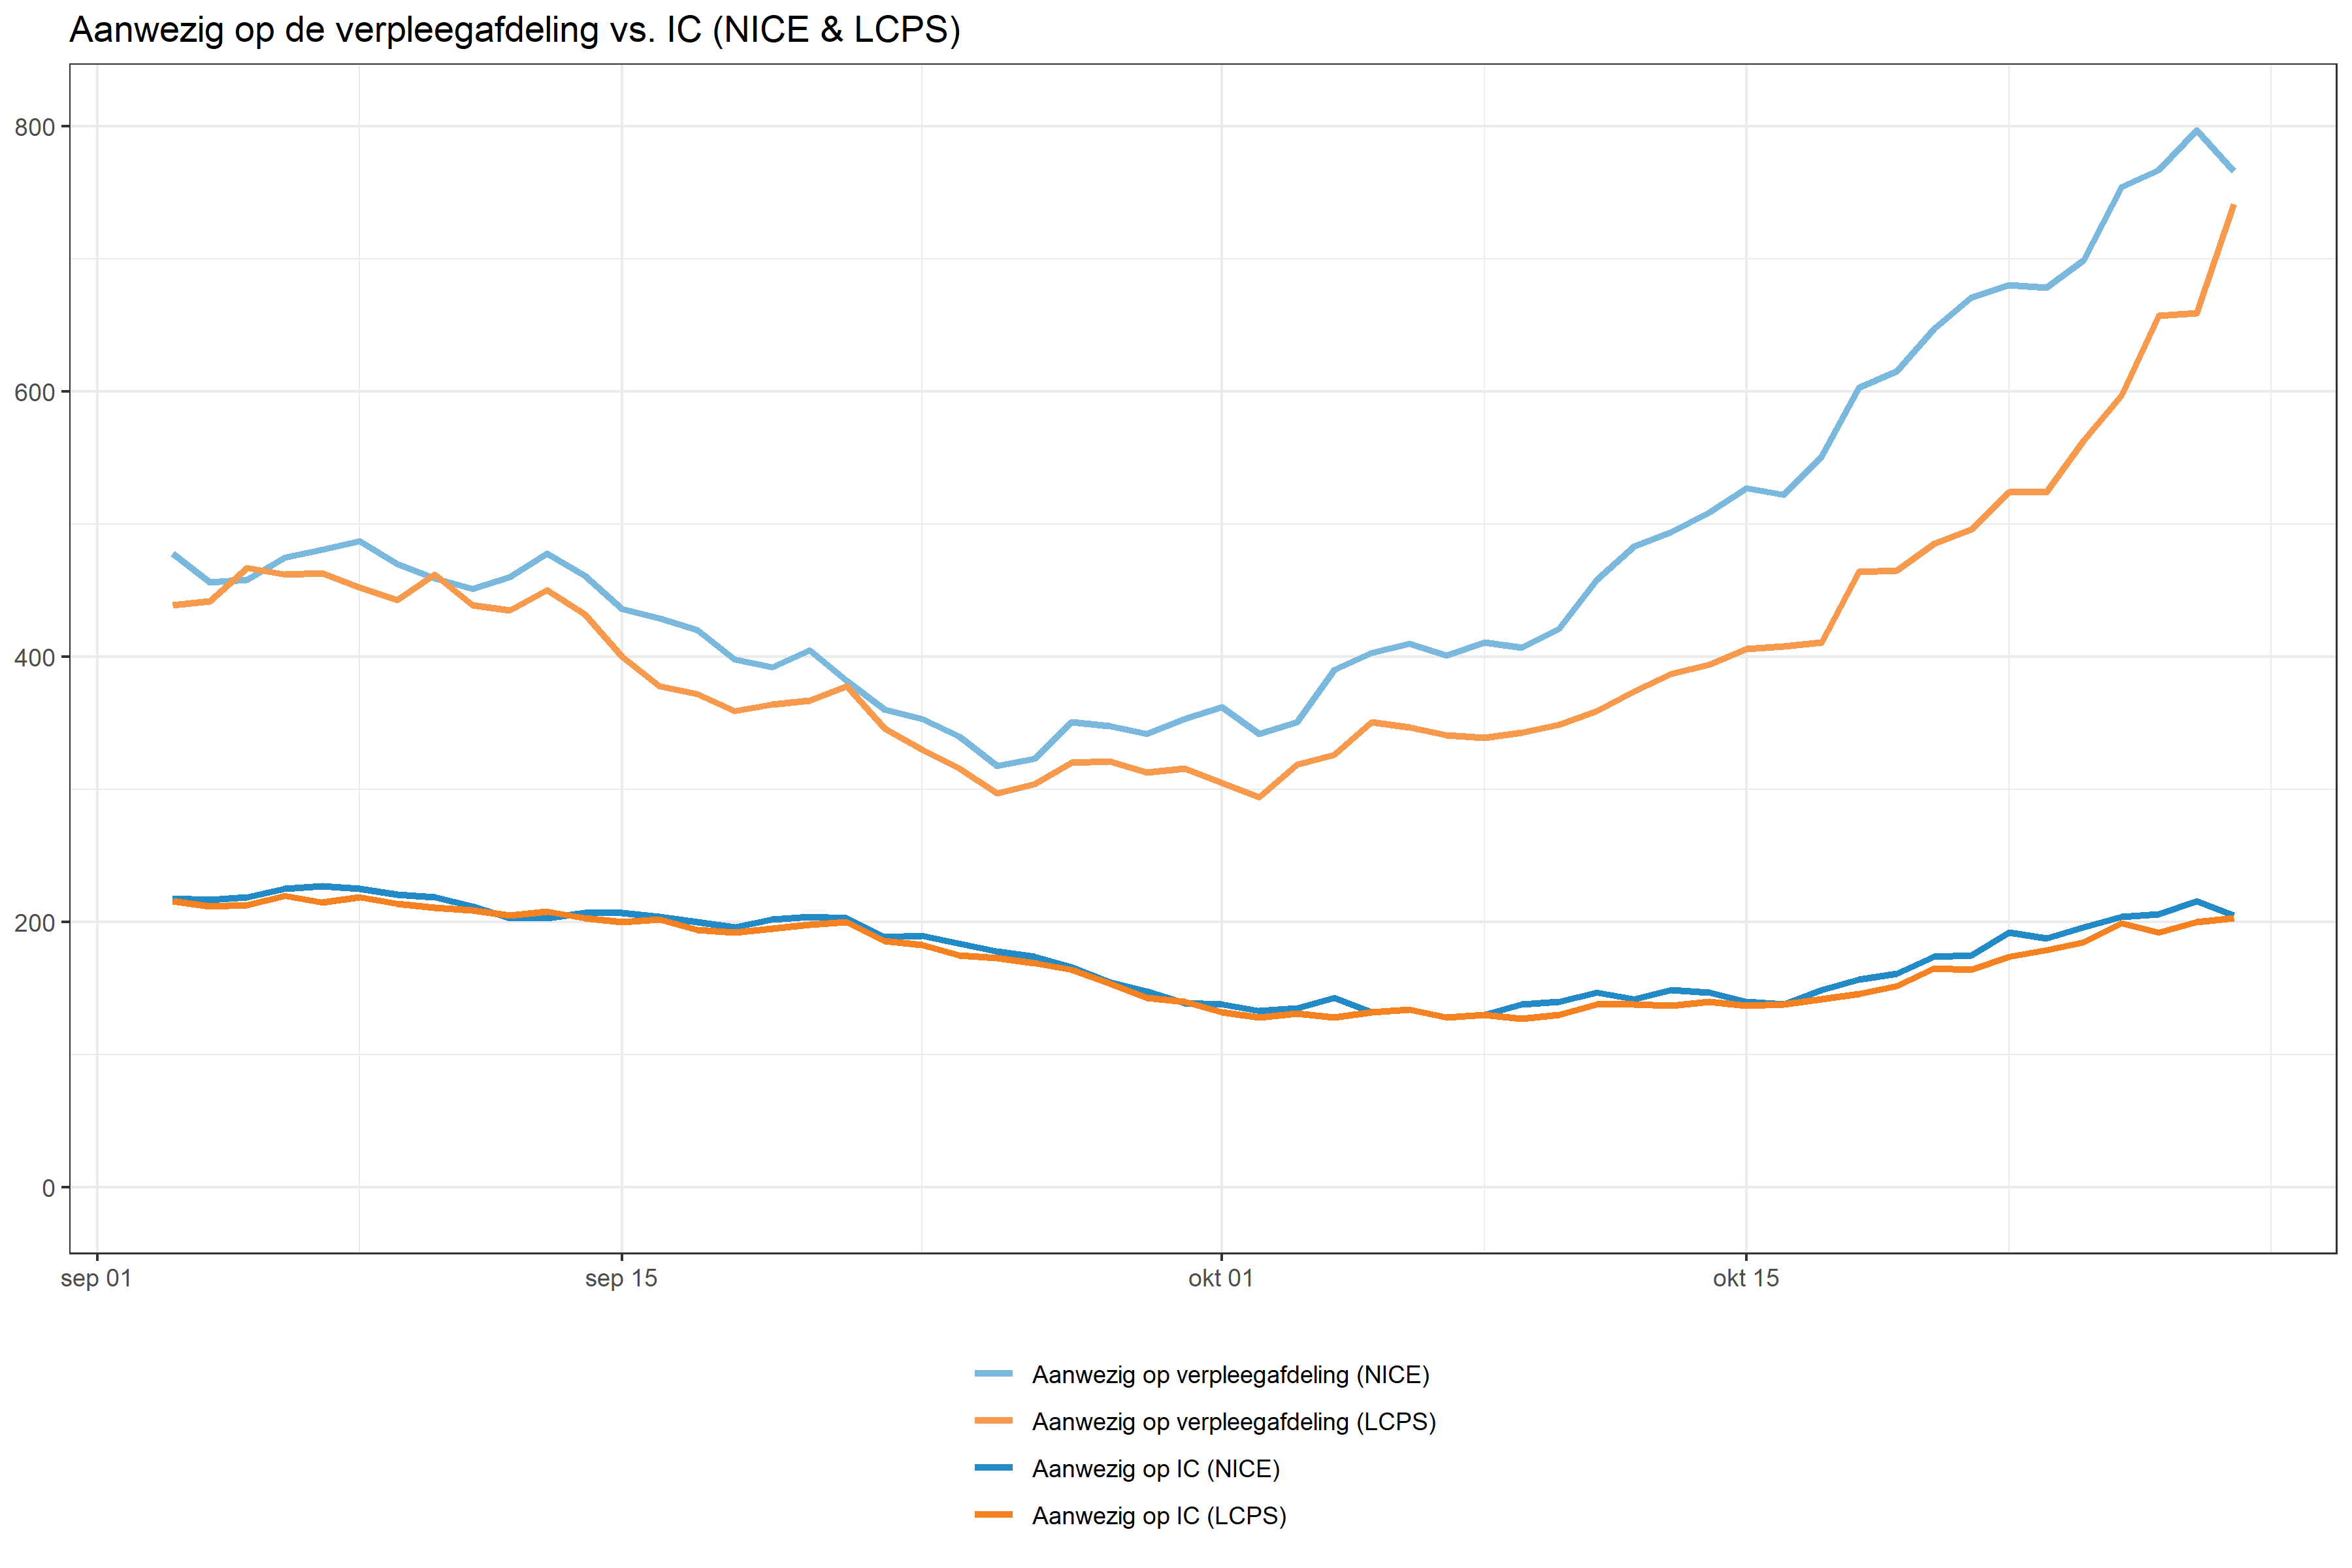 Aanwezig op de verpleegafdeling vs. IC (NICE & LCPS)
800
600
400
200
0
sep 01
sep 15
okt 01
okt 15
Aanwezig op verpleegafdeling (NICE)
Aanwezig op verpleegafdeling (LCPS)
Aanwezig op IC (NICE)
Aanwezig op IC (LCPS)